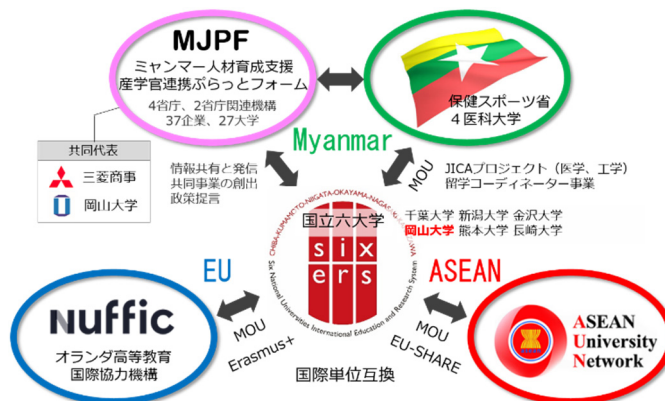 MJPF
ミャンマー人材育成支援
産学官連携ぷらっとフォーム
4省庁、2省庁関連機構
37企業、27大学
保健スポーツ省
4医科大学
共同代表
三菱商事
岡山大学
Myanmar
情報共有と発信
共同事業の創出
政策提言
MOU
JICAプロジェクト(医学、工学)
留学コーディネーター事業
国立六大学
sixers
Six National Universities International Education and Research System
千葉大学 新潟大学 金沢大学
岡山大学 熊本大学 長崎大学
EU
ASEAN
Nuffic
オランダ高等教育
国際協力機構
MOU
Erasmus+
国際単位互換
MOU
EU-SHARE
ASEAN
University
Network